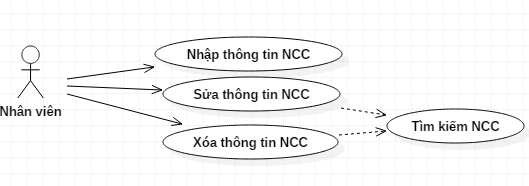 Nhập thông tin NCC
Sửa thông tin NCC
Nhân viên
Tìm kiếm NCC
Xóa thông tin NCC